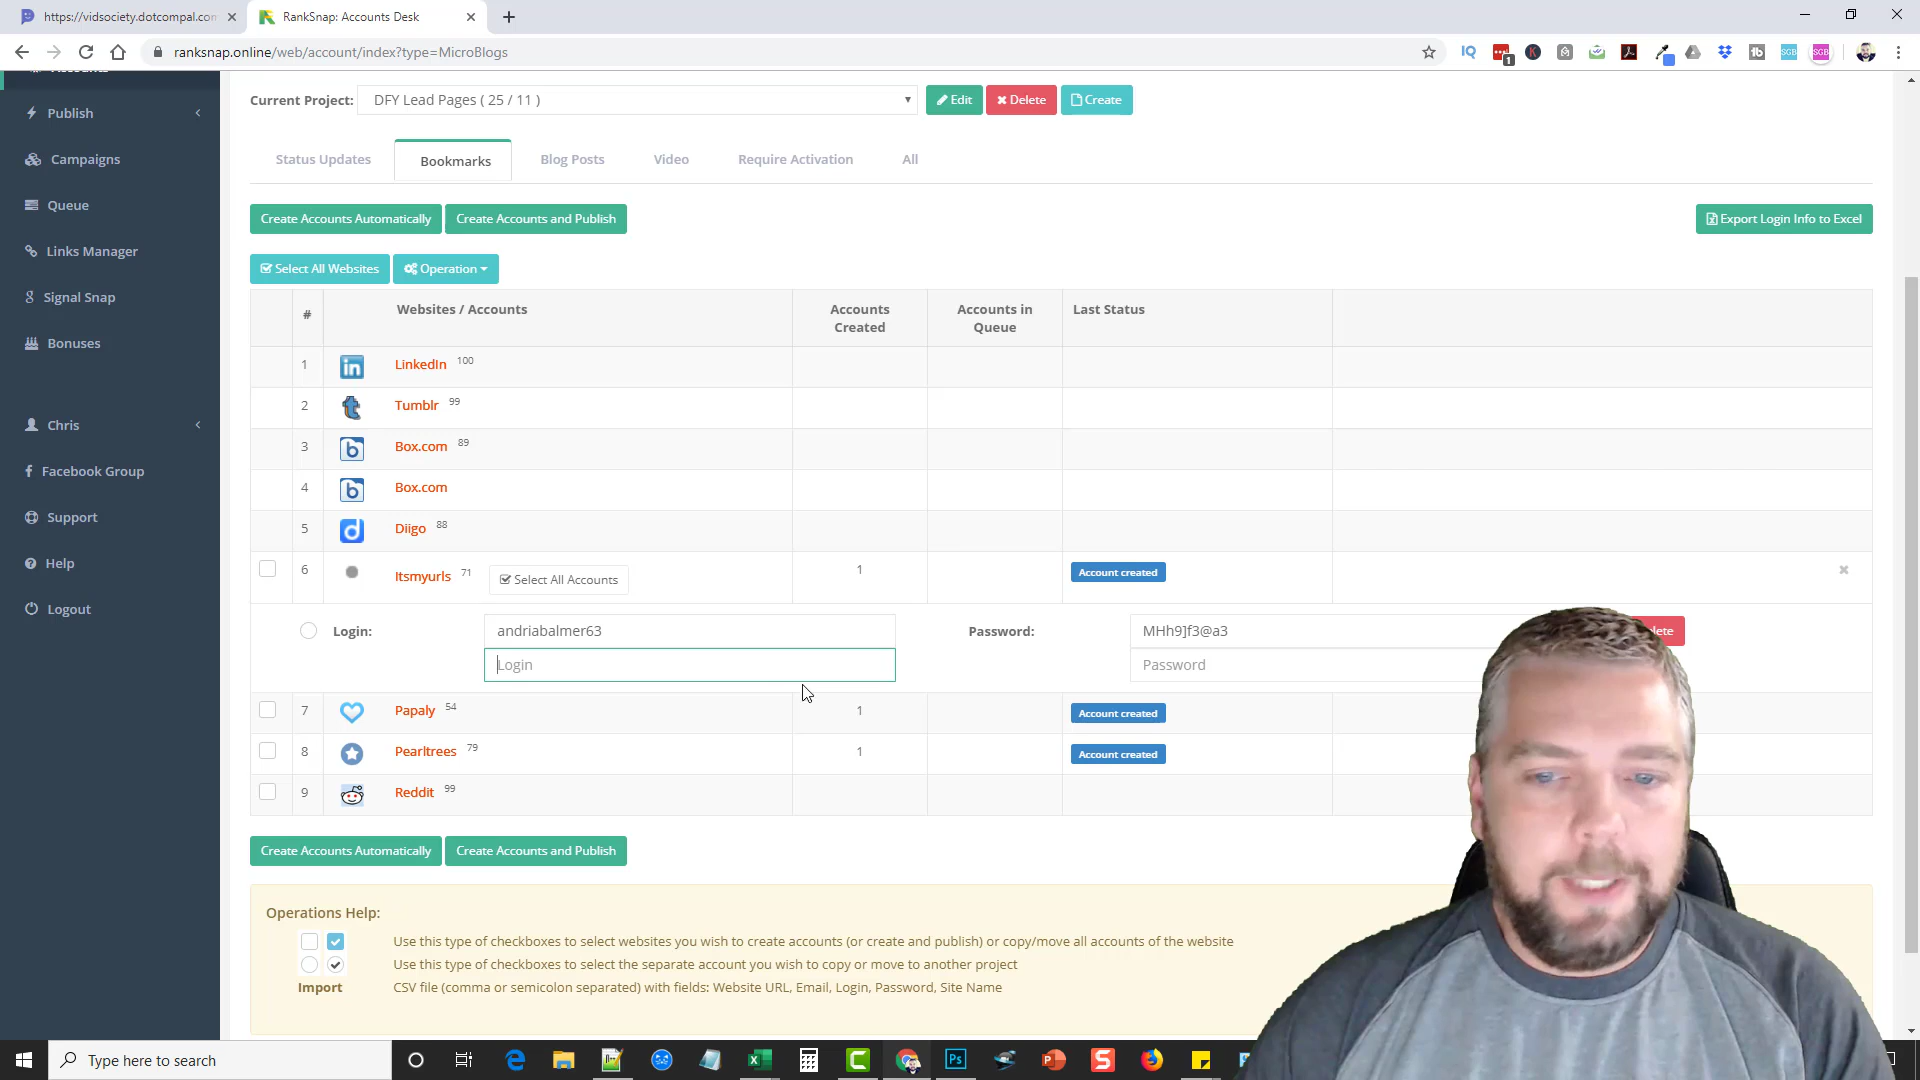 https://vidsociety.dotcompal.com
RankSnap: Accounts Desk
ranksnap.online/web/account/index?type=MicroBlogs
Publish
Campaigns
Queue
Links Manager
Signal Snap
Bonuses
Chris
Facebook Group
Support
Help
Logout
Current Project: DFY Lead Pages ( 25 / 11 ) Edit Delete Create
Status Updates Bookmarks Blog Posts Video Require Activation All
Create Accounts Automatically Create Accounts and Publish Export Login Info to Excel
Select All Websites Operation
# Websites / Accounts Accounts Created Accounts in Queue Last Status
1 LinkedIn 100
2 Tumblr 99
3 Box.com 89
4 Box.com
5 Diigo 88
6 Itsmyurls 71 Select All Accounts 1 Account created
Login: andriabalmer63 Password: MHh9]f3@a3
Login Password
7 Papaly 54 1 Account created
8 Pearltrees 79 1 Account created
9 Reddit 99
Create Accounts Automatically Create Accounts and Publish
Operations Help:
Use this type of checkboxes to select websites you wish to create accounts (or create and publish) or copy/move all accounts of the website
Use this type of checkboxes to select the separate account you wish to copy or move to another project
Import CSV file (comma or semicolon separated) with fields: Website URL, Email, Login, Password, Site Name
Type here to search